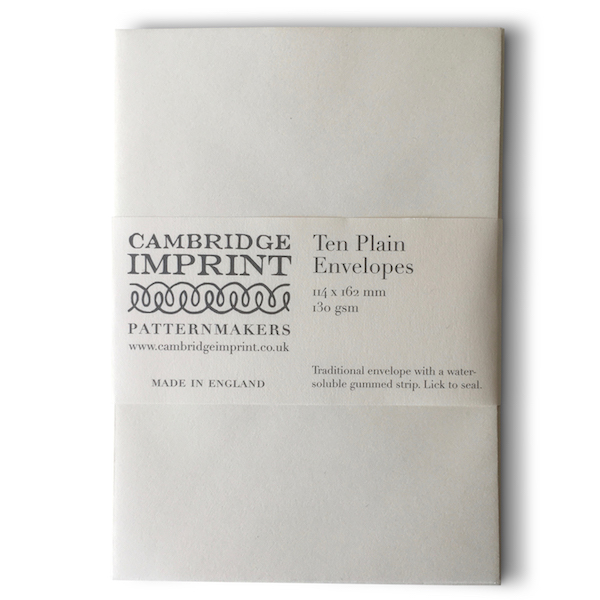 CAMBRIDGE
IMPRINT
PATTERNMAKERS
www.cambridgeimprint.co.uk
MADE IN ENGLAND
Ten Plain
Envelopes
114 x 162 mm
130 gsm
Traditional envelope with a water-
soluble gummed strip. Lick to seal.